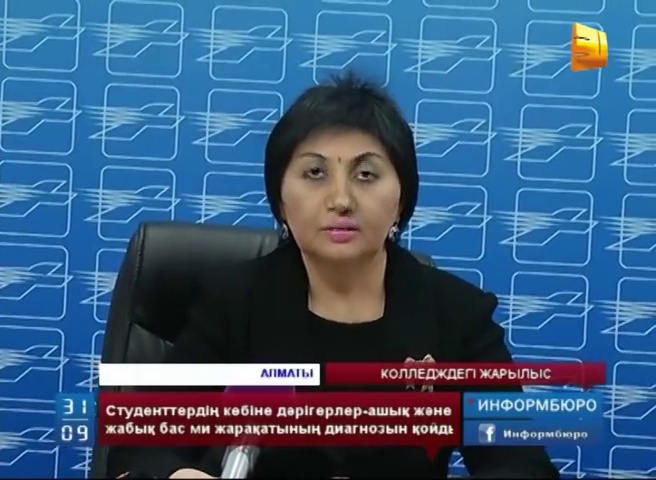 АЛМАТЫ
КОЛЛЕДЖДЕГІ ЖАРЫЛЫС
31
09
Студенттердің көбіне дәрігерлер-ашық және
жабық бас ми жарақатының диагнозын қойды
ИНФОРМБЮРО
f Информбюро